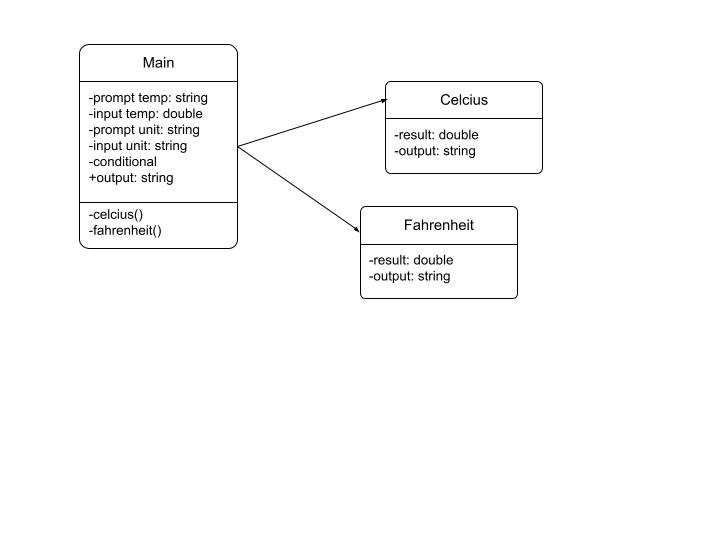 Main
-prompt temp: string
-input temp: double
-prompt unit: string
-input unit: string
-conditional
+output: string
-celcius()
-fahrenheit()
Celcius
-result: double
-output: string
Fahrenheit
-result: double
-output: string